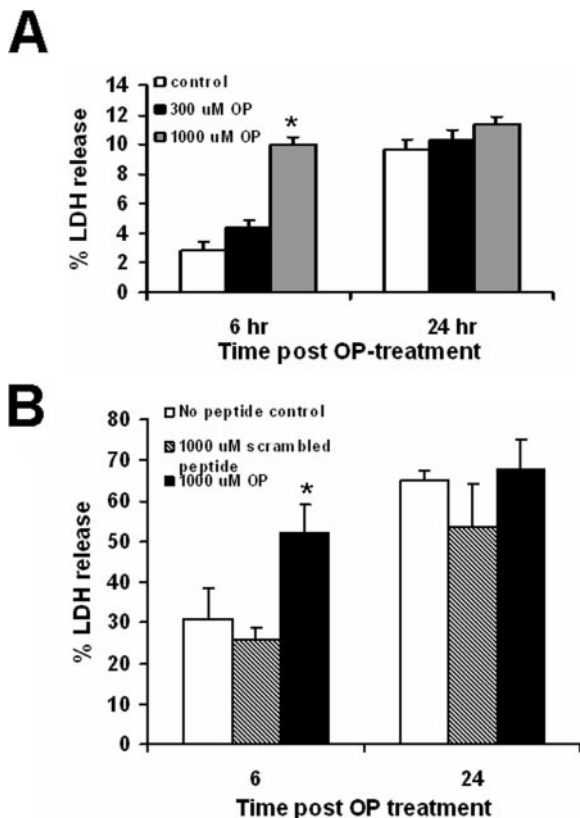 A
control
300 uM OP
1000 uM OP
*
14
12
10
8
6
4
2
0
% LDH release
6 hr
24 hr
Time post OP-treatment
B
No peptide control
1000 uM scrambled
peptide
1000 uM OP
*
80
70
60
50
40
30
20
10
0
% LDH release
6
24
Time post OP treatment